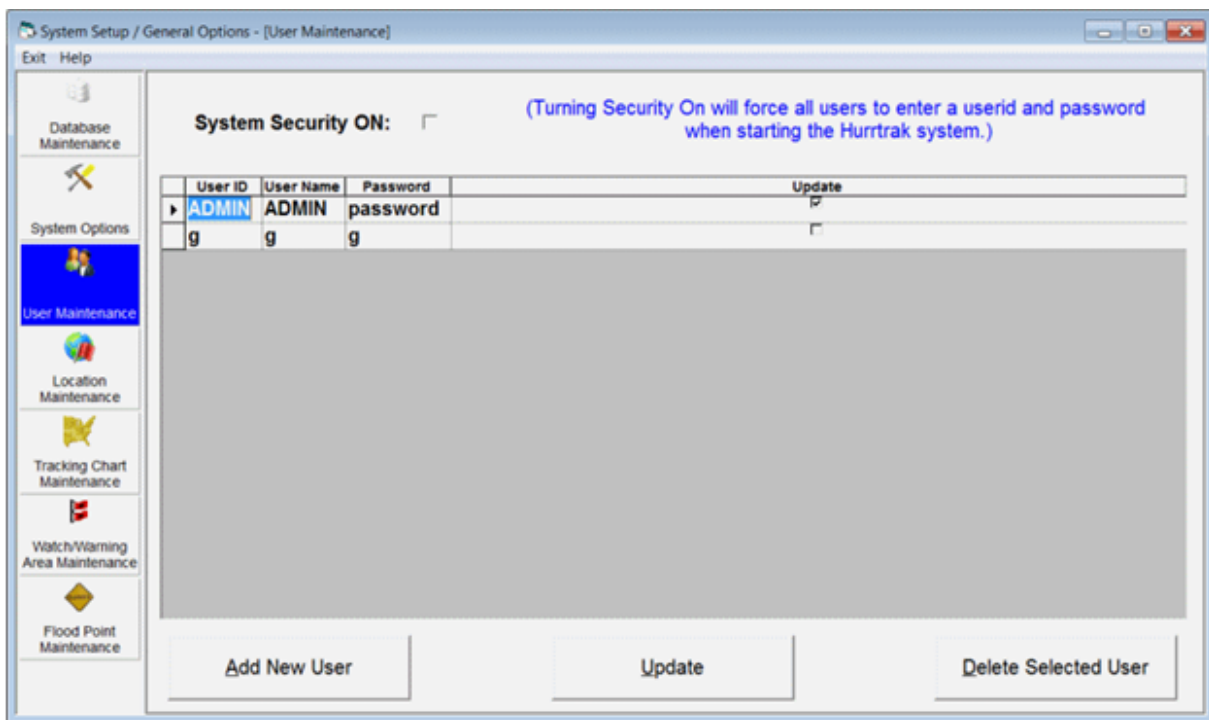 System Setup / General Options - [User Maintenance]
Exit Help
Database
Maintenance
System Options
User Maintenance
Location
Maintenance
Tracking Chart
Maintenance
Watch/Warning
Area Maintenance
Flood Point
Maintenance
System Security ON:
(Turning Security On will force all users to enter a userid and password
when starting the Hurrtrak system.)
User ID User Name Password Update
ADMIN ADMIN password
g g g
Add New User Update Delete Selected User